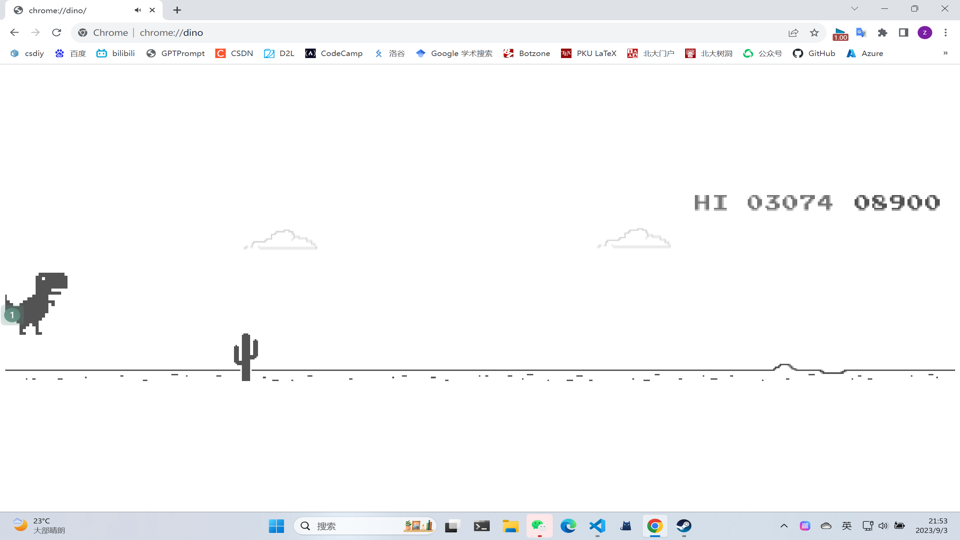 chrome://dino/
Chrome | chrome://dino
1.00
z
csdiy 百度 bilibili GPTPrompt CSDN D2L CodeCamp 洛谷 Google 学术搜索 Botzone PKU LaTeX 北大门户 北大树洞 公众号 GitHub Azure »
HI 03074 08900
1
23°C
大部晴朗
搜索
英
21:53
2023/9/3